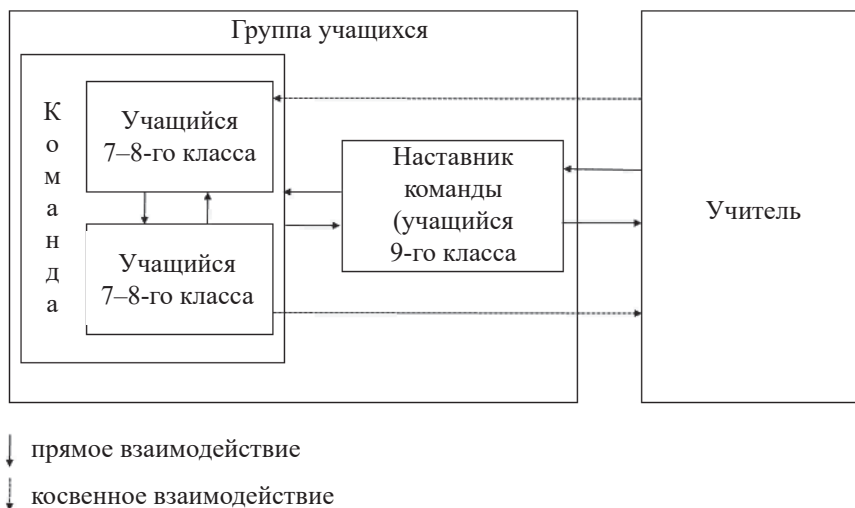 Группа учащихся
Команда
Учащийся
7–8-го класса
Учащийся
7–8-го класса
Наставник
команды
(учащийся
9-го класса
Учитель
прямое взаимодействие
косвенное взаимодействие